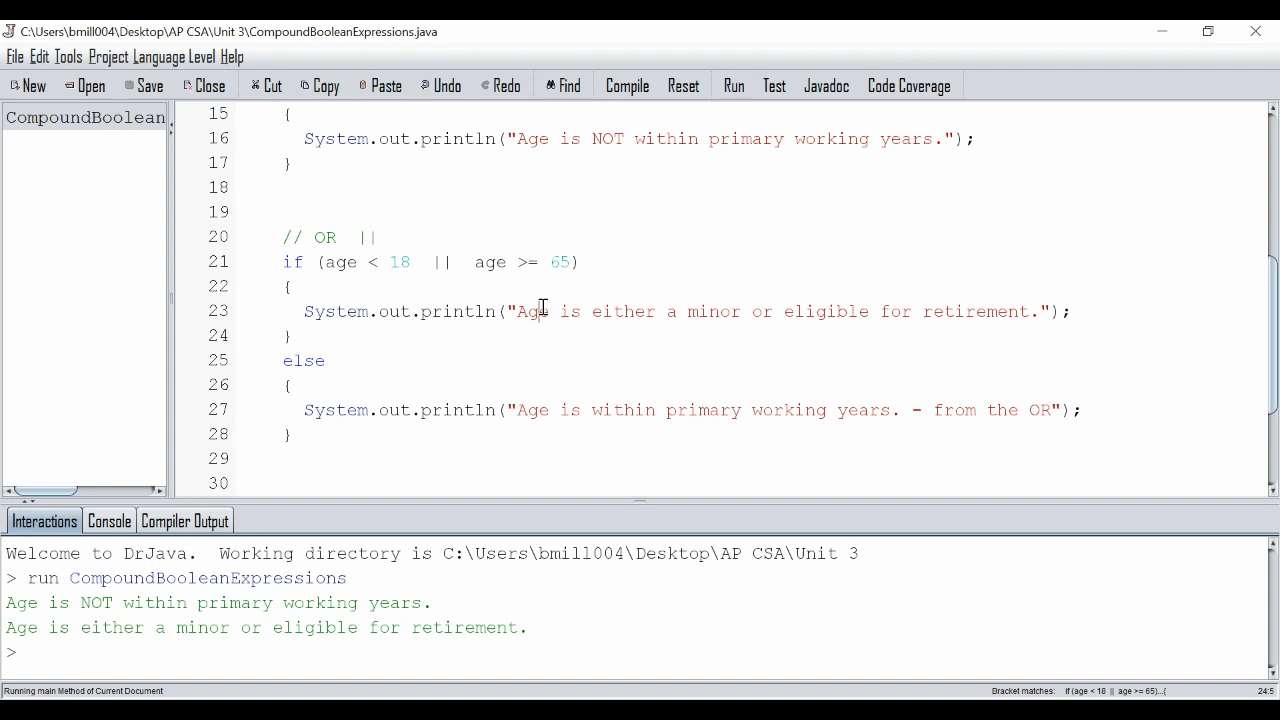 C:\Users\bmill004\Desktop\AP CSA\Unit 3\CompoundBooleanExpressions.java
File Edit Tools Project Language Level Help
New Open Save Close Cut Copy Paste Undo Redo Find Compile Reset Run Test Javadoc Code Coverage
CompoundBoolean
15 {
16 System.out.println("Age is NOT within primary working years.");
17 }
18
19
20 // OR ||
21 if (age < 18 || age >= 65)
22 {
23 System.out.println("Age is either a minor or eligible for retirement.");
24 }
25 else
26 {
27 System.out.println("Age is within primary working years. - from the OR");
28 }
29
30
Interactions Console Compiler Output
Welcome to DrJava. Working directory is C:\Users\bmill004\Desktop\AP CSA\Unit 3
> run CompoundBooleanExpressions
Age is NOT within primary working years.
Age is either a minor or eligible for retirement.
>
Running main Method of Current Document Bracket matches: if (age < 18 || age >= 65)...{ 24:5